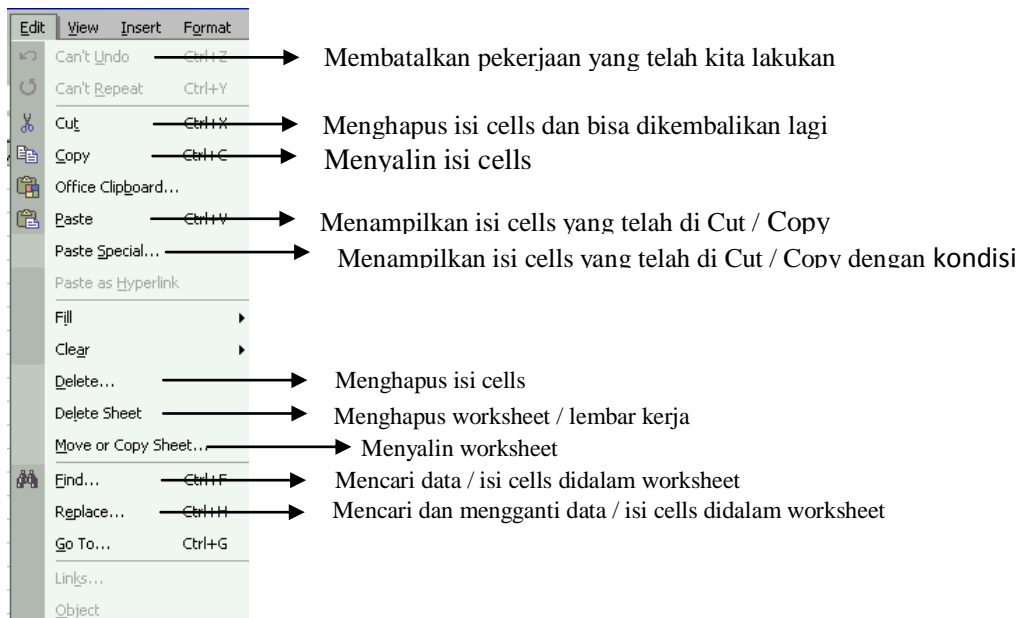 Edit View Insert Format
Can't Undo Ctrl+Z Membatalkan pekerjaan yang telah kita lakukan
Can't Repeat Ctrl+Y
Cut Ctrl+X Menghapus isi cells dan bisa dikembalikan lagi
Copy Ctrl+C Menyalin isi cells
Office Clipboard...
Paste Ctrl+V Menampilkan isi cells yang telah di Cut / Copy
Paste Special... Menampilkan isi cells yang telah di Cut / Copy dengan kondisi
Paste as Hyperlink
Fill
Clear
Delete... Menghapus isi cells
Delete Sheet Menghapus worksheet / lembar kerja
Move or Copy Sheet... Menyalin worksheet
Find... Ctrl+F Mencari data / isi cells didalam worksheet
Replace... Ctrl+H Mencari dan mengganti data / isi cells didalam worksheet
Go To... Ctrl+G
Links...
Object